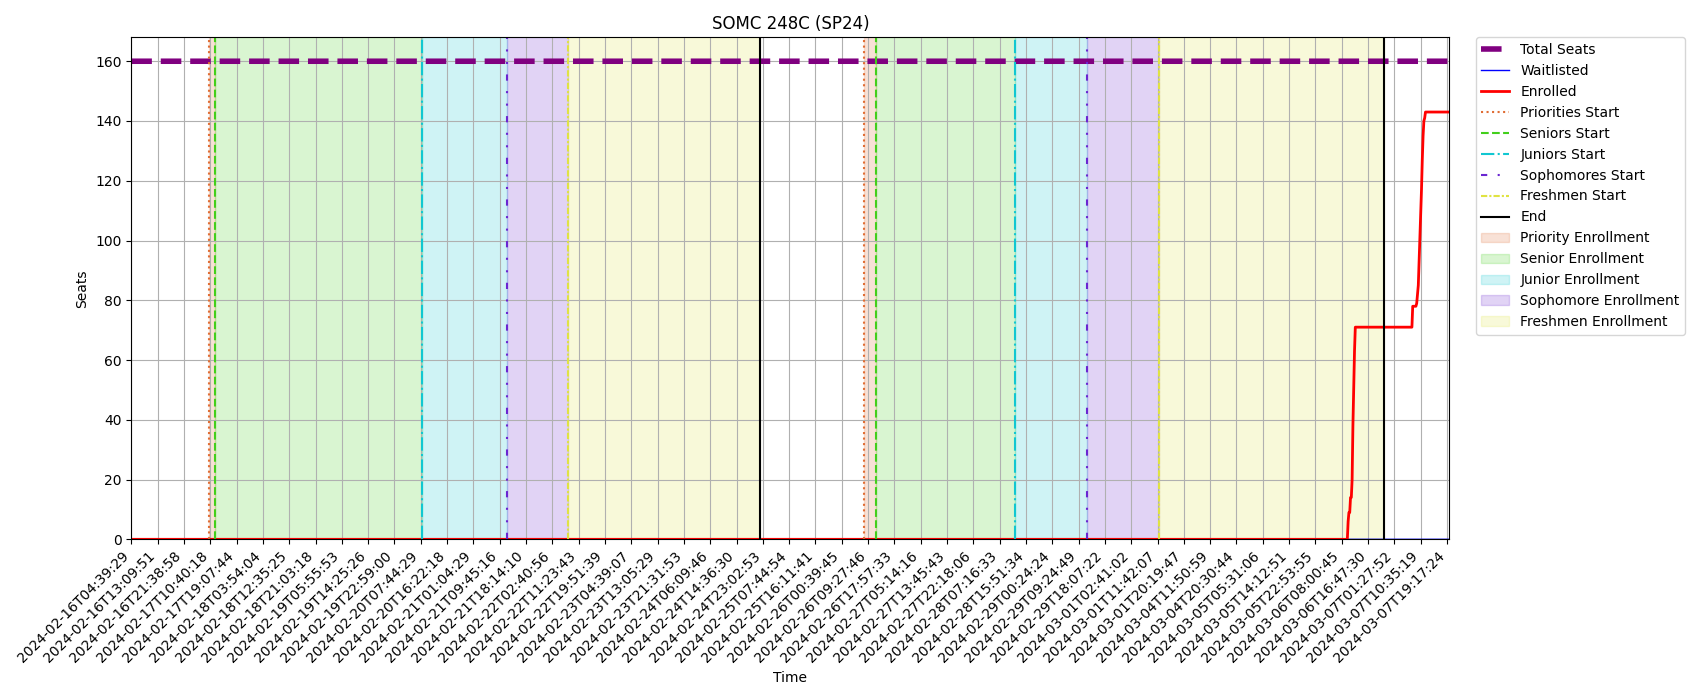 SOMC 248C (SP24)
Seats
160
140
120
100
80
60
40
20
0
2024-02-16T04:39:29
2024-02-16T13:09:51
2024-02-16T21:38:58
2024-02-17T10:40:18
2024-02-17T19:07:44
2024-02-18T03:54:04
2024-02-18T12:35:25
2024-02-18T21:03:18
2024-02-19T05:55:53
2024-02-19T14:25:26
2024-02-19T22:59:00
2024-02-20T07:44:29
2024-02-20T16:22:18
2024-02-21T01:04:29
2024-02-21T09:45:16
2024-02-21T18:14:10
2024-02-22T02:40:56
2024-02-22T11:23:43
2024-02-22T19:51:39
2024-02-23T04:39:07
2024-02-23T13:05:29
2024-02-23T21:31:53
2024-02-24T06:09:46
2024-02-24T14:36:30
2024-02-24T23:02:53
2024-02-25T07:44:54
2024-02-25T16:11:41
2024-02-26T00:39:45
2024-02-26T09:27:46
2024-02-26T17:57:33
2024-02-27T05:14:16
2024-02-27T13:45:43
2024-02-27T22:18:06
2024-02-28T07:16:33
2024-02-28T15:51:34
2024-02-29T00:24:24
2024-02-29T09:24:49
2024-02-29T18:07:22
2024-03-01T02:41:02
2024-03-01T11:42:07
2024-03-01T20:19:47
2024-03-04T11:50:59
2024-03-04T20:30:44
2024-03-05T05:31:06
2024-03-05T14:12:51
2024-03-05T22:53:55
2024-03-06T08:00:45
2024-03-06T16:47:30
2024-03-07T01:27:52
2024-03-07T10:35:19
2024-03-07T19:17:24
Time
Total Seats
Waitlisted
Enrolled
Priorities Start
Seniors Start
Juniors Start
Sophomores Start
Freshmen Start
End
Priority Enrollment
Senior Enrollment
Junior Enrollment
Sophomore Enrollment
Freshmen Enrollment